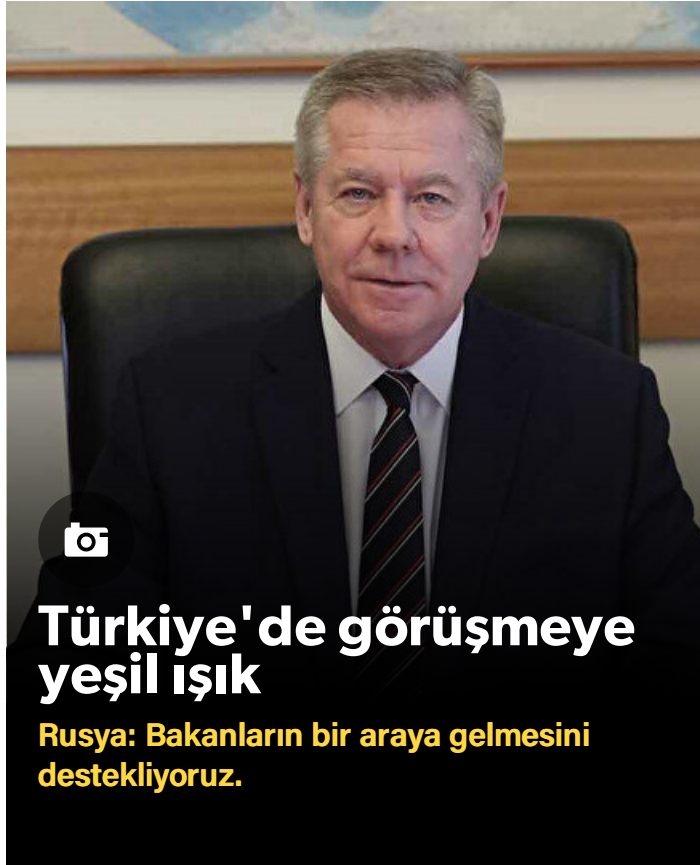 Türkiye'de görüşmeye
yeşil ışık
Rusya: Bakanların bir araya gelmesini
destekliyoruz.